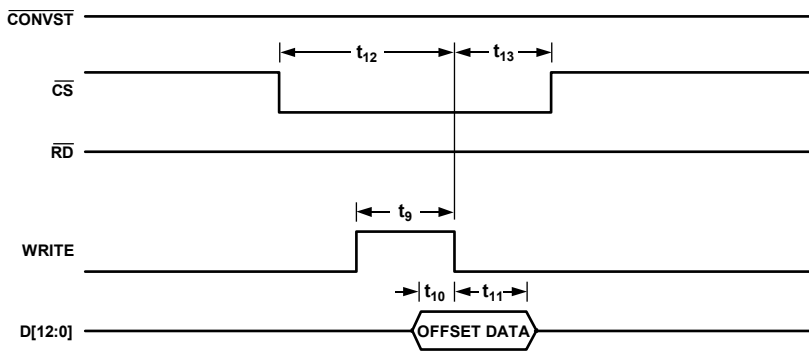 CONVST
t12
t13
CS
RD
t9
WRITE
t10
t11
D[12:0]
OFFSET DATA